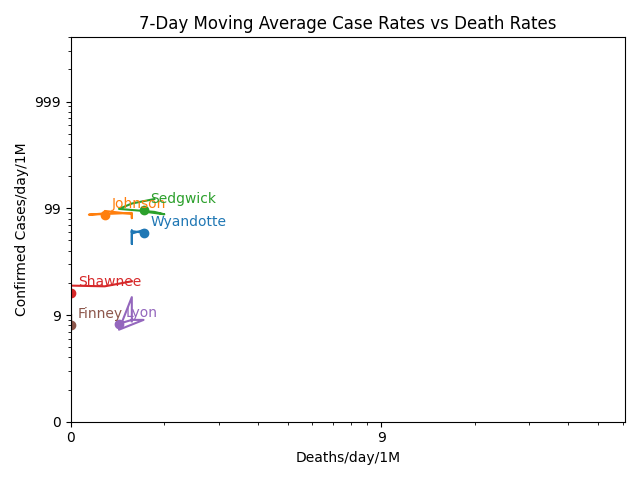 7-Day Moving Average Case Rates vs Death Rates
Confirmed Cases/day/1M
999
99
9
0
Johnson
Sedgwick
Wyandotte
Shawnee
Finney
Lyon
0
9
Deaths/day/1M